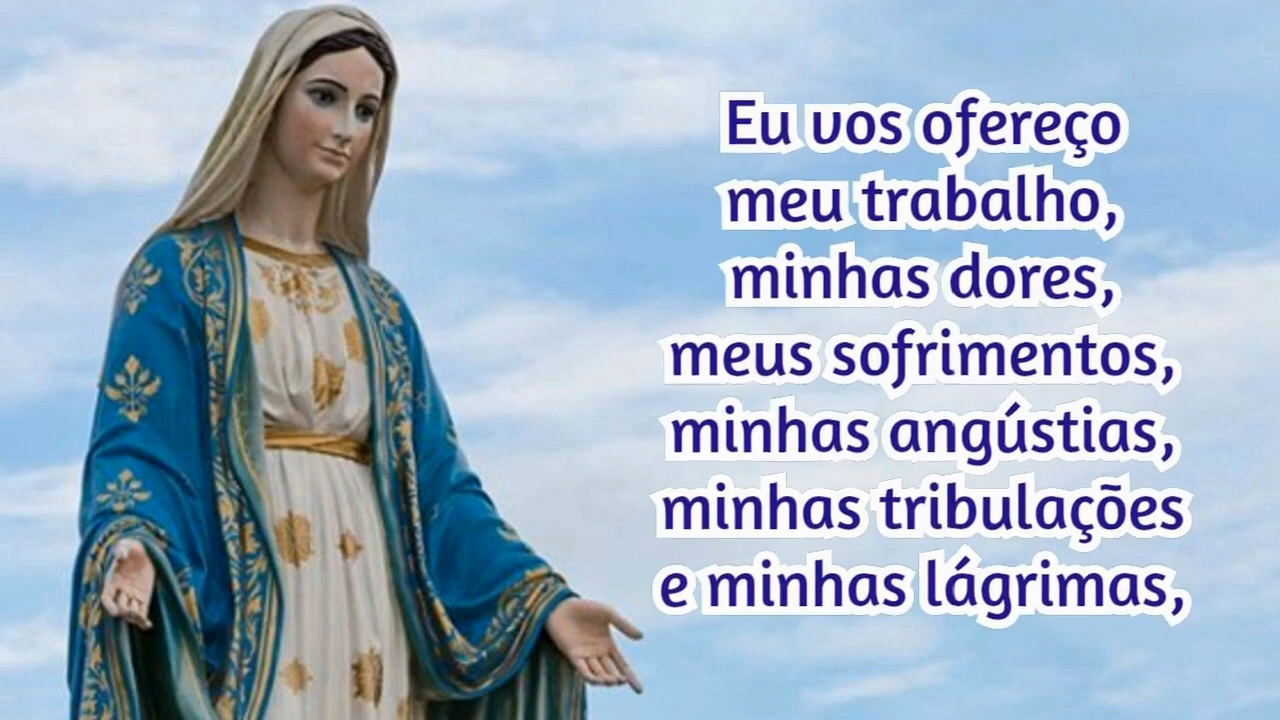 Eu vos ofereço
meu trabalho,
minhas dores,
meus sofrimentos,
minhas angústias,
minhas tribulações
e minhas lágrimas,